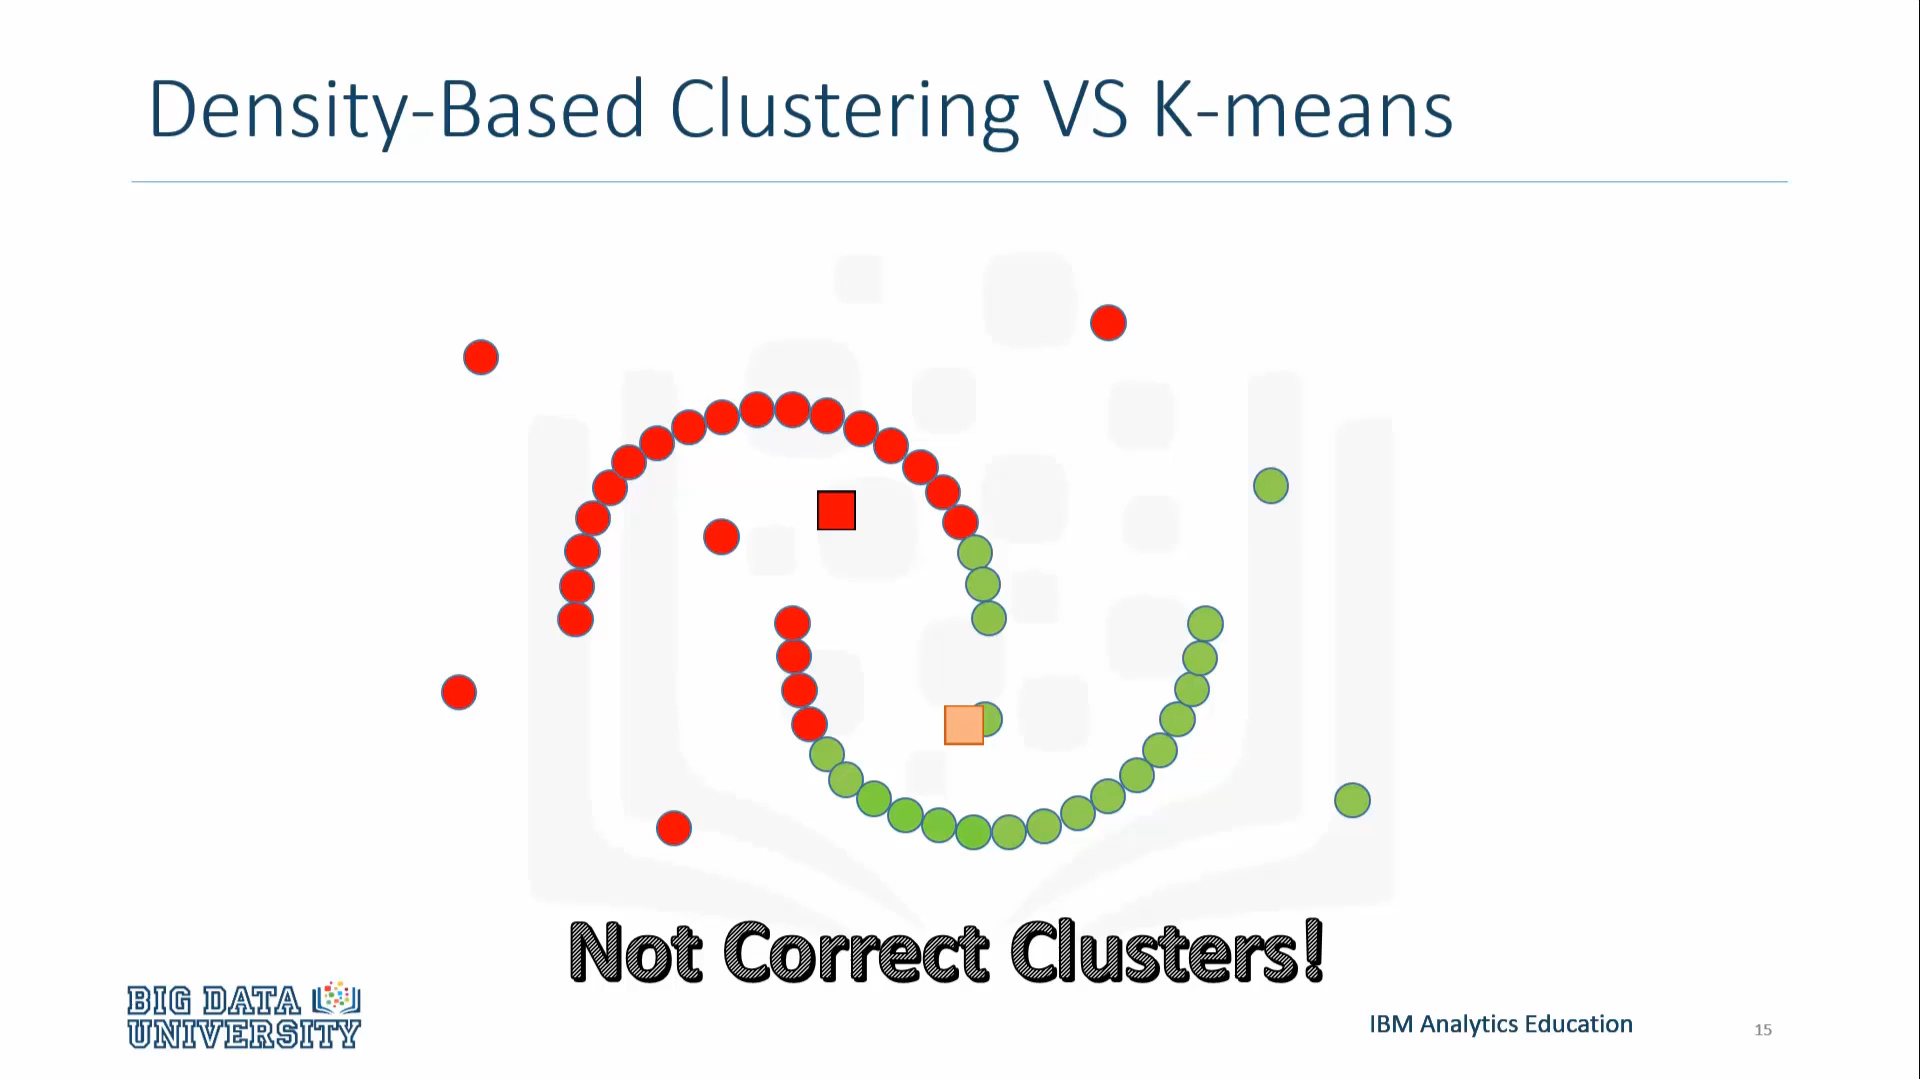 Density-Based Clustering VS K-means
Not Correct Clusters!
BIG DATA
UNIVERSITY
IBM Analytics Education
15